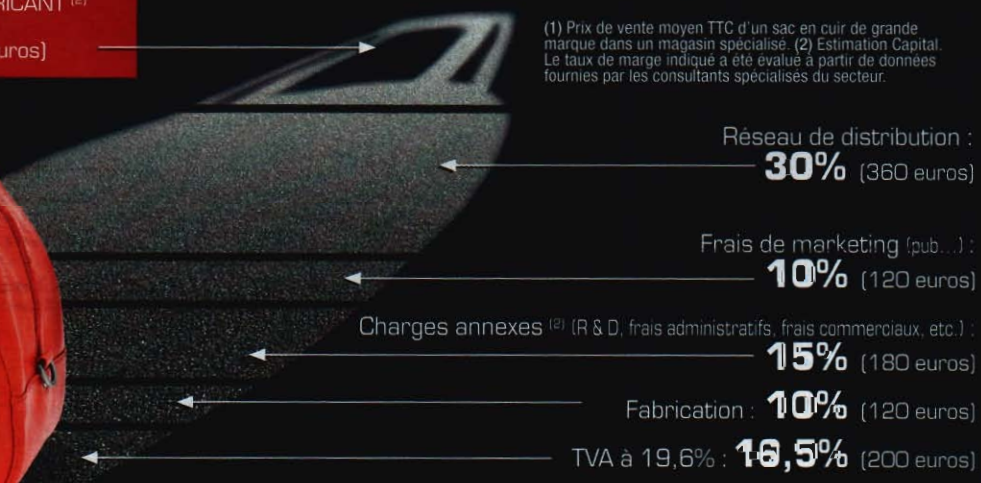 RICANT (2)
uros)
(1) Prix de vente moyen TTC d'un sac en cuir de grande
marque dans un magasin spécialisé. (2) Estimation Capital.
Le taux de marge indiqué a été évalué à partir de données
fournies par les consultants spécialisés du secteur.
Réseau de distribution :
30% (360 euros)
Frais de marketing (pub...) :
10% (120 euros)
Charges annexes (2) (R & D, frais administratifs, frais commerciaux, etc.) :
15% (180 euros)
Fabrication : 10% (120 euros)
TVA à 19,6% : 16,5% (200 euros)